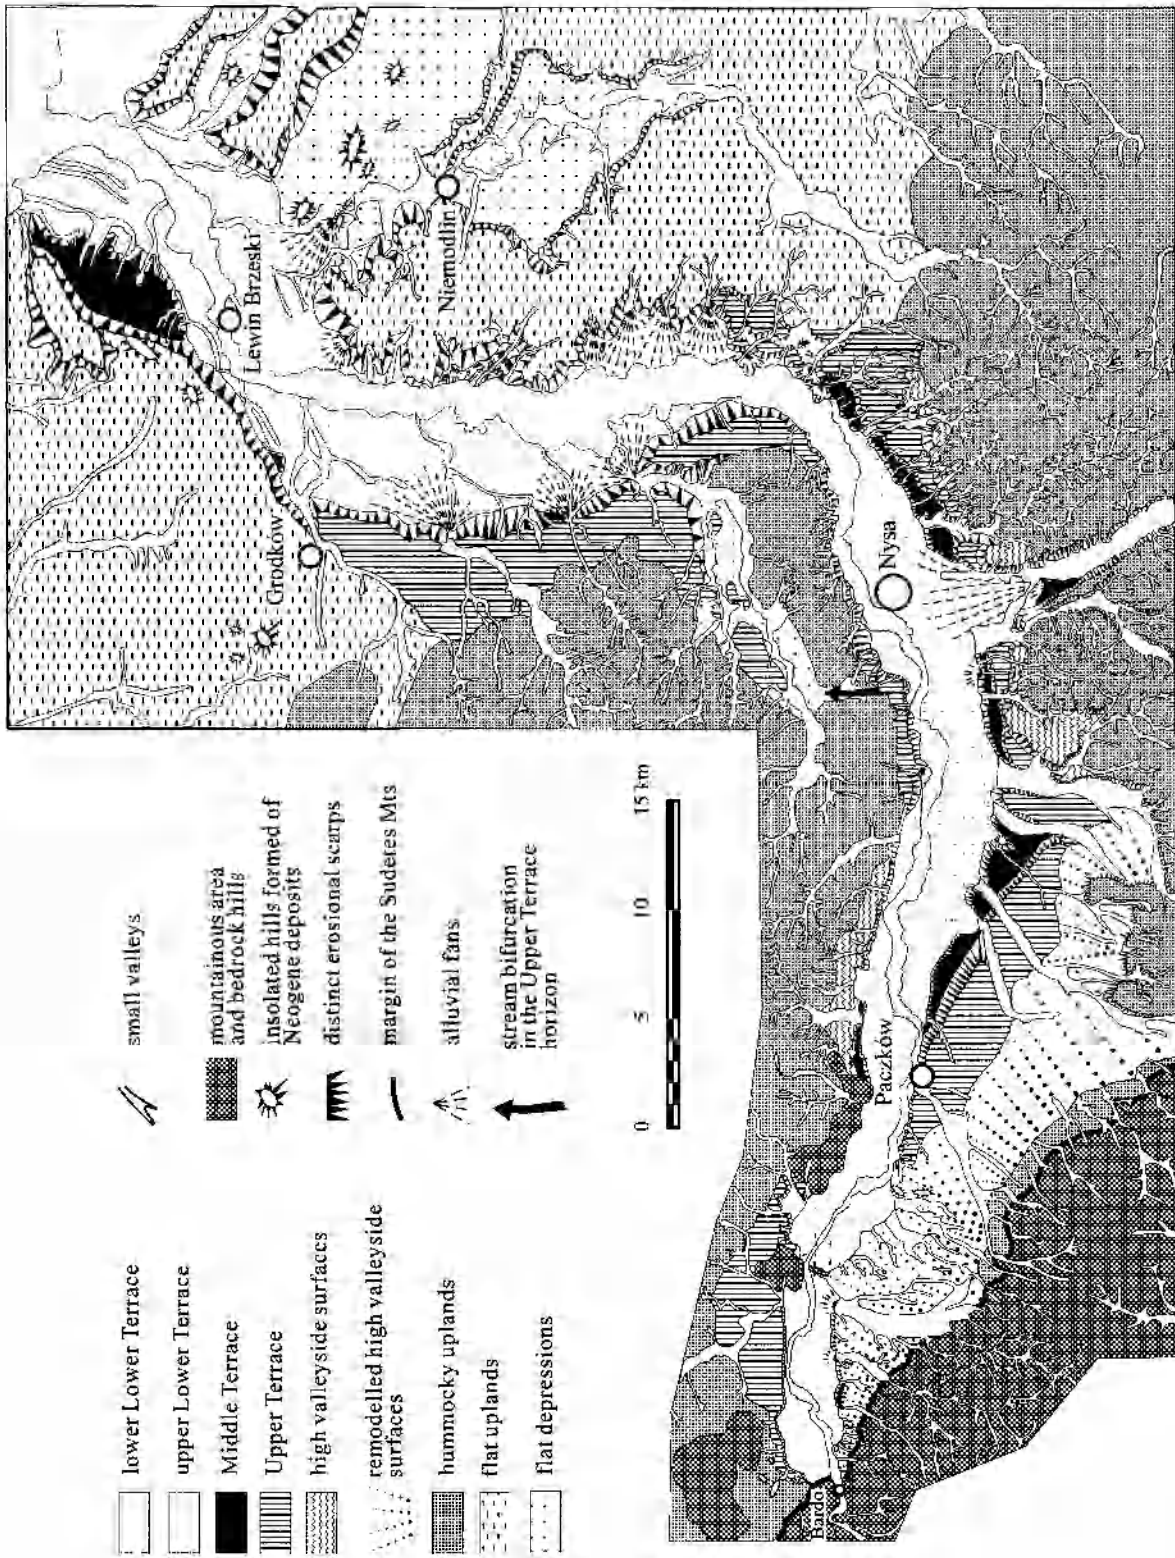 lower Lower Terrace
upper Lower Terrace
Middle Terrace
Upper Terrace
high valleyside surfaces
remodelled high valleyside
surfaces
hummocky uplands
flat uplands
flat depressions
small valleys
mountainous area
and bedrock hills
insolated hills formed of
Neogene deposits
distinct erosional scarps
margin of the Sudetes Mts
alluvial fans
stream bifurcation
in the Upper Terrace
horizon
0 5 10 15 km
Grodków
Lewin Brzeski
Niemodlin
Nysa
Paczków
Bardo